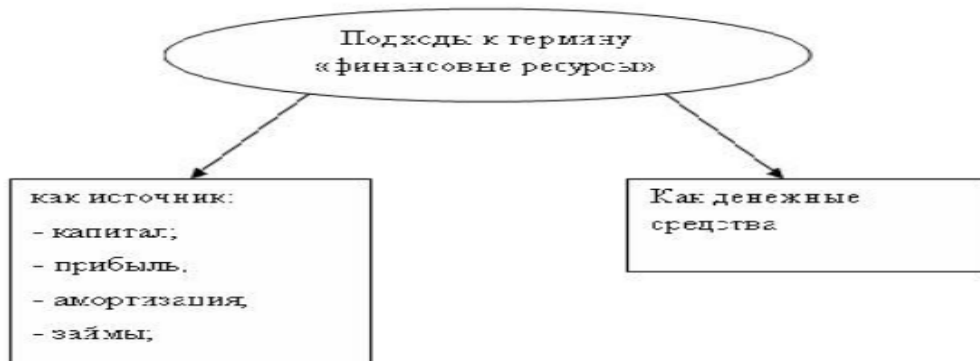 Подходы к термину
«финансовые ресурсы»
как источник:
- капитал;
- прибыль,
- амортизация;
- займы;
Как денежные
средства